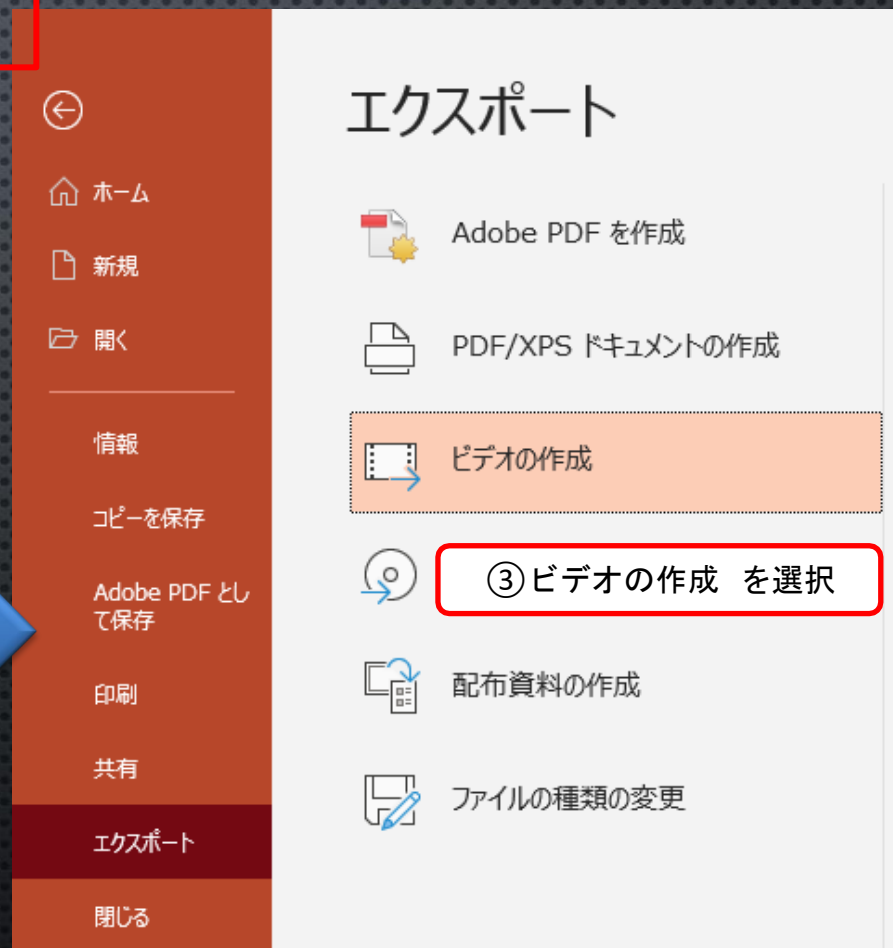 エクスポート
ホーム
新規
開く
情報
コピーを保存
Adobe PDF とし
て保存
印刷
共有
エクスポート
閉じる
Adobe PDF を作成
PDF/XPS ドキュメントの作成
ビデオの作成
③ビデオの作成 を選択
配布資料の作成
ファイルの種類の変更